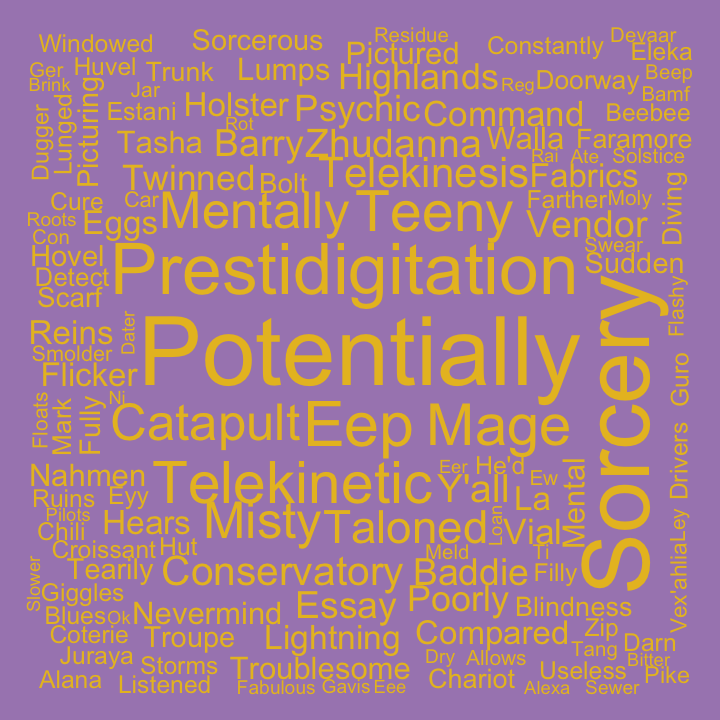 Windowed
Sorcerous
Residue
Pictured
Constantly
Devaar
Eleka
Ger
Huvel
Trunk
Lumps
Highlands
Reg
Doorway
Beep
Brink
Jar
Bamf
Dugger
Lunged
Picturing
Estani
Holster
Psychic
Command
Beebee
Rot
Tasha
Barry
Zhudanna
Walla
Faramore
Rai
Ate
Solstice
Twinned
Bolt
Telekinesis
Fabrics
Cure
Car
Mentally
Teeny
Farther
Moly
Diving
Roots
Eggs
Vendor
Con
Swear
Hovel
Prestidigitation
Sudden
Detect
Scarf
Flashy
Reins
Dater
Potentially
Sorcery
Smolder
Flicker
Guro
Ni
Floats
Mark
Fully
Catapult
Eep
Mage
Drivers
Nahmen
Telekinetic
Eer
He'd
Ew
Mental
Y'all
La
Ruins
Eyy
Loan
Ley
Pilots
Hears
Misty
Taloned
Vial
Chili
Croissant
Hut
Meld
Ti
Vex'ahlia
Slower
Tearily
Conservatory
Baddie
Filly
Giggles
Essay
Poorly
Blindness
Blues
Ok
Nevermind
Zip
Coterie
Troupe
Lightning
Compared
Darn
Tang
Juraya
Storms
Troublesome
Dry
Allows
Bitter
Useless
Pike
Alana
Listened
Fabulous
Gavis
Eee
Chariot
Alexa
Sewer